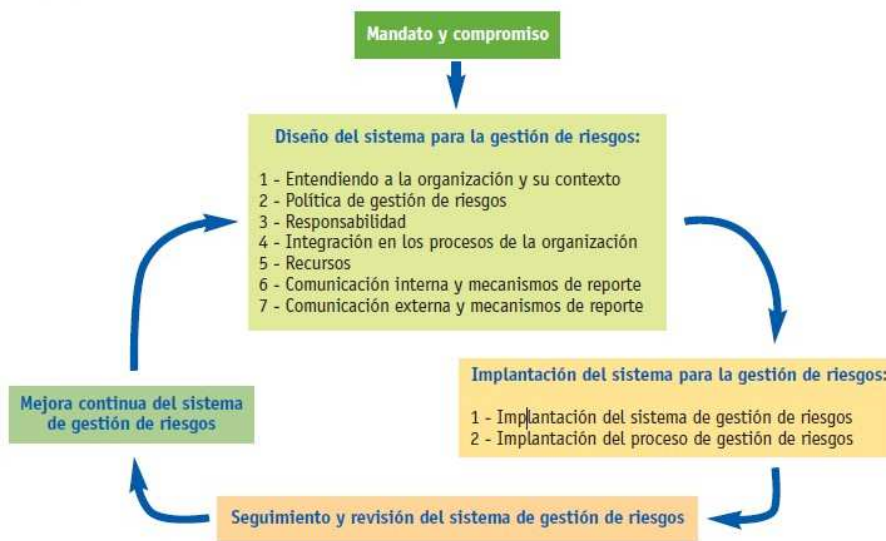 Mandato y compromiso
Diseño del sistema para la gestión de riesgos:
1 - Entendiendo a la organización y su contexto
2 - Política de gestión de riesgos
3 - Responsabilidad
4 - Integración en los procesos de la organización
5 - Recursos
6 - Comunicación interna y mecanismos de reporte
7 - Comunicación externa y mecanismos de reporte
Implantación del sistema para la gestión de riesgos:
1 - Implantación del sistema de gestión de riesgos
2 - Implantación del proceso de gestión de riesgos
Seguimiento y revisión del sistema de gestión de riesgos
Mejora continua del sistema
de gestión de riesgos